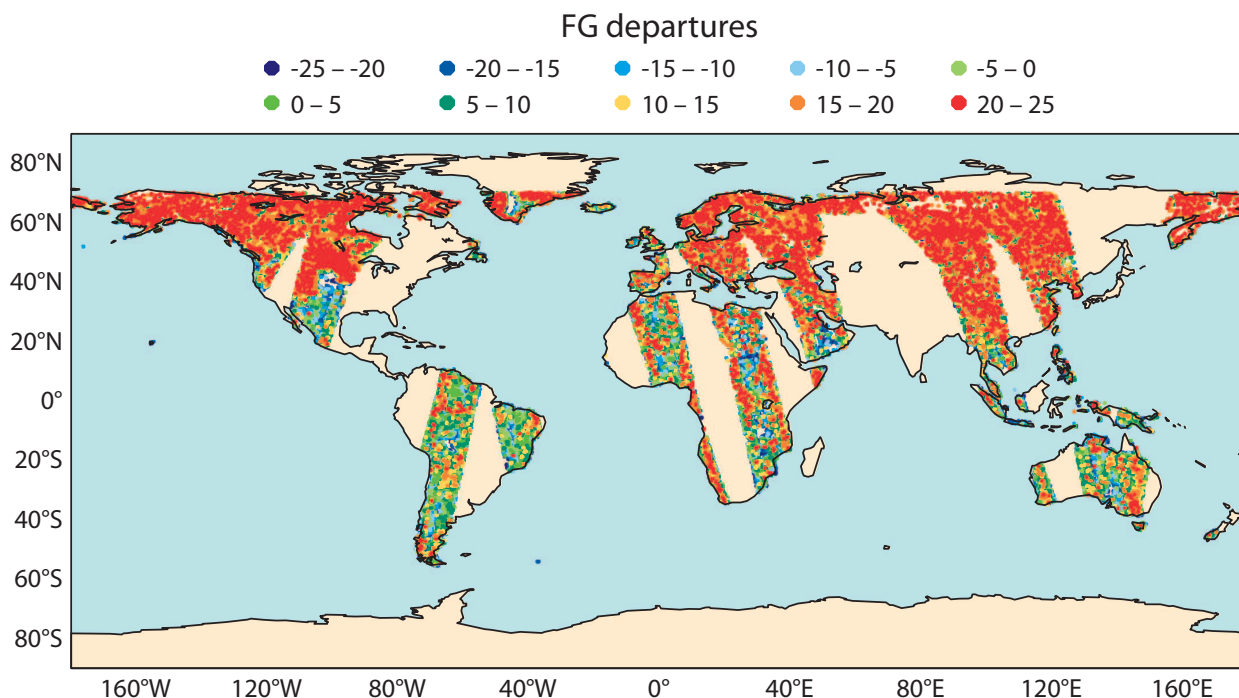 FG departures
-25 – -20 -20 – -15 -15 – -10 -10 – -5 -5 – 0
0 – 5 5 – 10 10 – 15 15 – 20 20 – 25
80°N
60°N
40°N
20°N
0°
20°S
40°S
60°S
80°S
160°W 120°W 80°W 40°W 0° 40°E 80°E 120°E 160°E